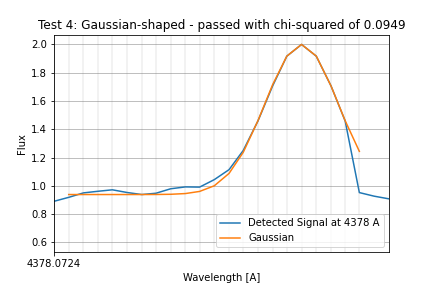 Test 4: Gaussian-shaped - passed with chi-squared of 0.0949
2.0
1.8
1.6
1.4
1.2
1.0
0.8
0.6
Flux
Detected Signal at 4378 A
Gaussian
4378.0724
Wavelength [A]